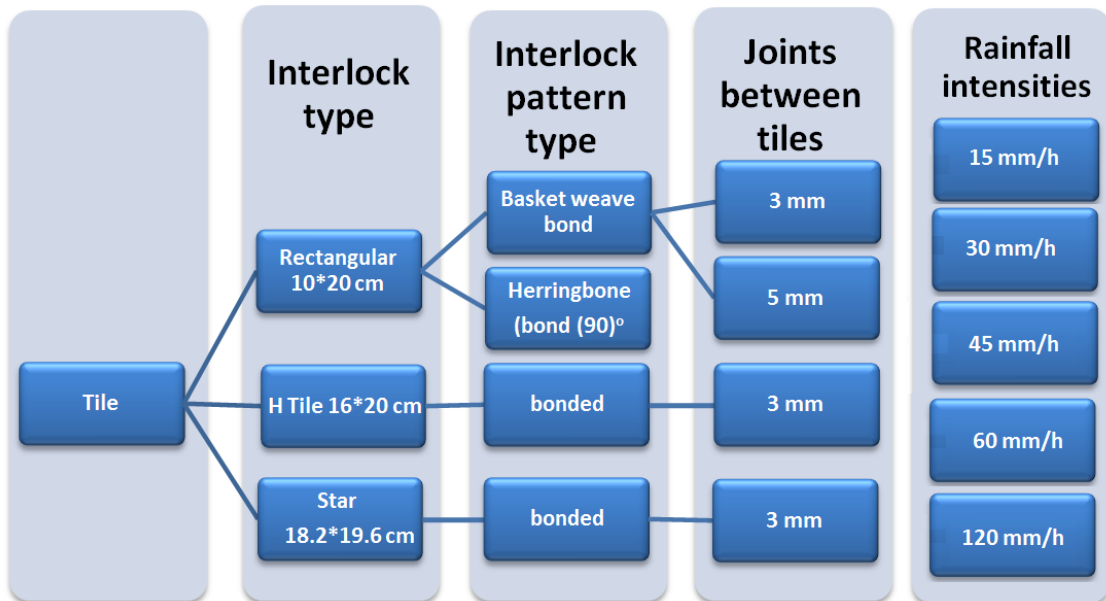 Interlock
type
Interlock
pattern
type
Joints
between
tiles
Rainfall
intensities
Tile
Rectangular
10*20 cm
H Tile 16*20 cm
Star
18.2*19.6 cm
Basket weave
bond
Herringbone
(bond (90)º
bonded
bonded
3 mm
5 mm
3 mm
3 mm
15 mm/h
30 mm/h
45 mm/h
60 mm/h
120 mm/h